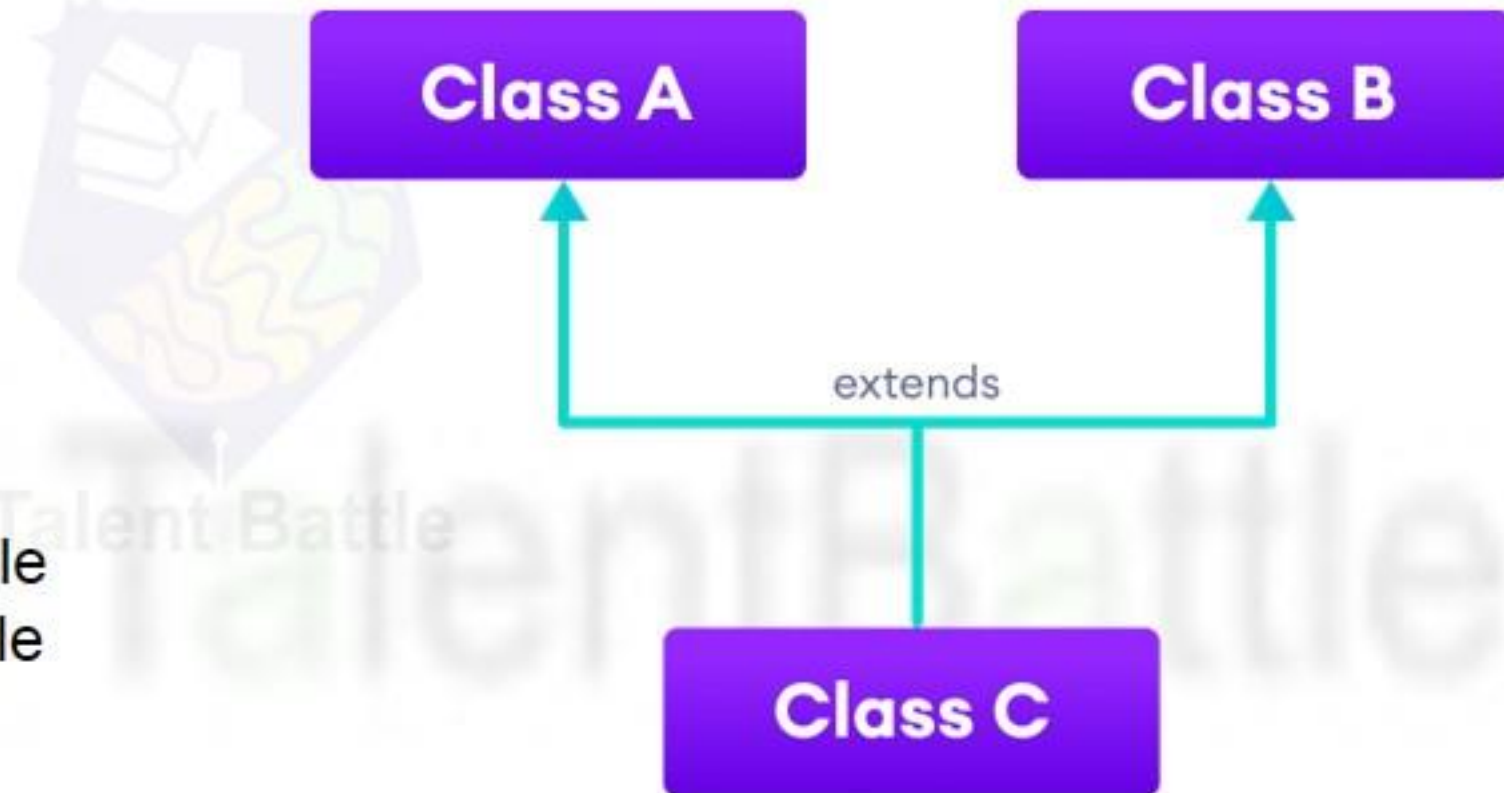 Class A
Class B
extends
Talent Battle
le
le
TalentBattle
Class C